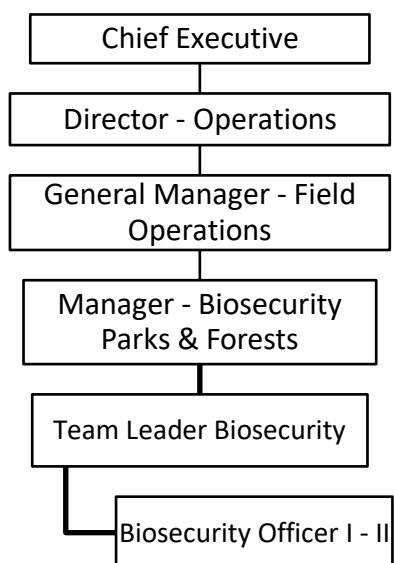 Chief Executive
Director - Operations
General Manager - Field
Operations
Manager - Biosecurity
Parks & Forests
Team Leader Biosecurity
Biosecurity Officer I - II